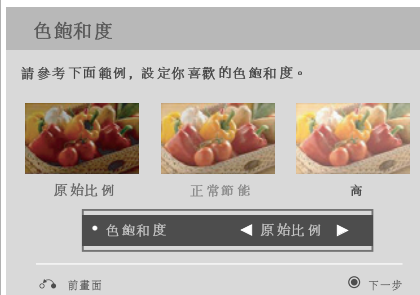 色飽和度
請參考下面範例，設定你喜歡的色飽和度。
原始比例 正常節能 商
• 色飽和度 ◀ 原始比例 ▶
前畫面 ◉ 下一步